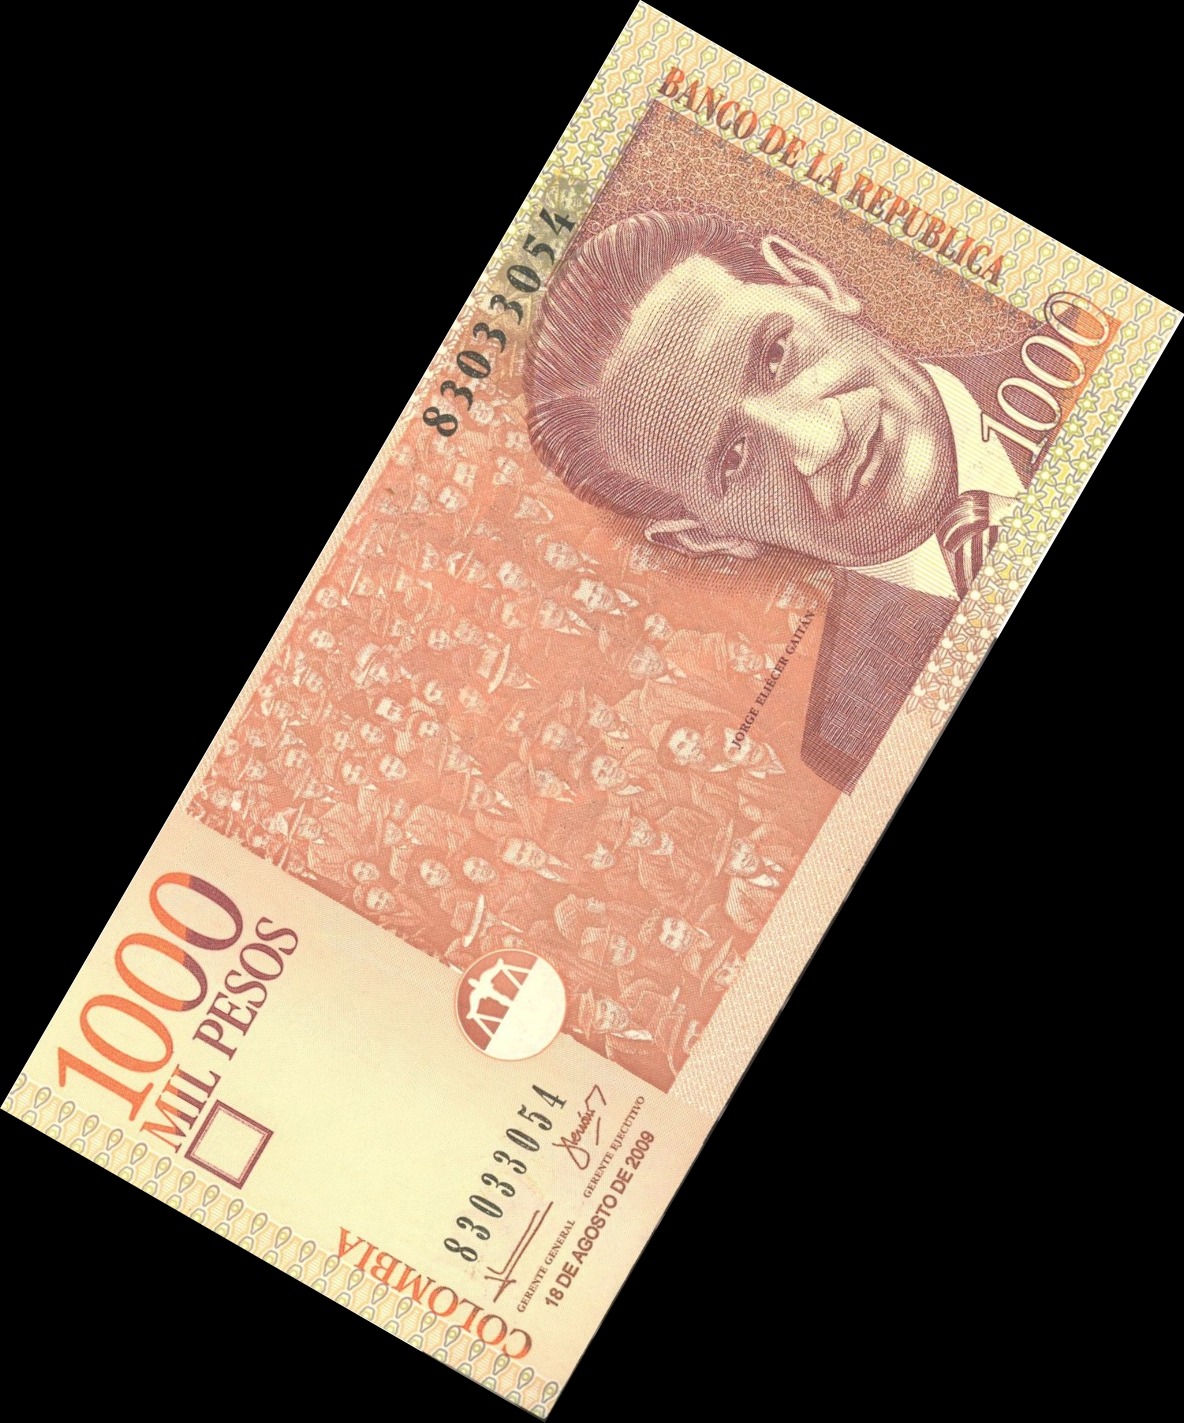 BANCO DE LA REPUBLICA
1000
83033054
JORGE ELIÉCER GAITÁN
1000
MIL PESOS
83033054
GERENTE GENERAL
GERENTE EJECUTIVO
18 DE AGOSTO DE 2009
COLOMBIA